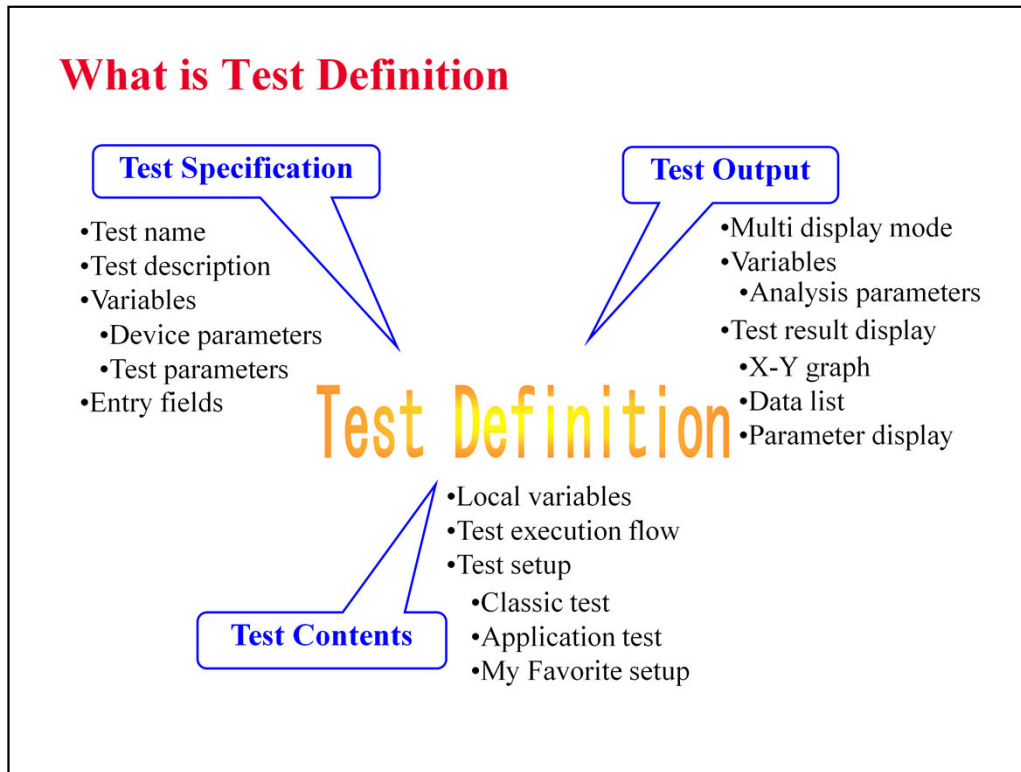 What is Test Definition
Test Specification
•Test name
•Test description
•Variables
•Device parameters
•Test parameters
•Entry fields
Test Output
•Multi display mode
•Variables
•Analysis parameters
•Test result display
•X-Y graph
•Data list
•Parameter display
Test Definition
Test Contents
•Local variables
•Test execution flow
•Test setup
•Classic test
•Application test
•My Favorite setup